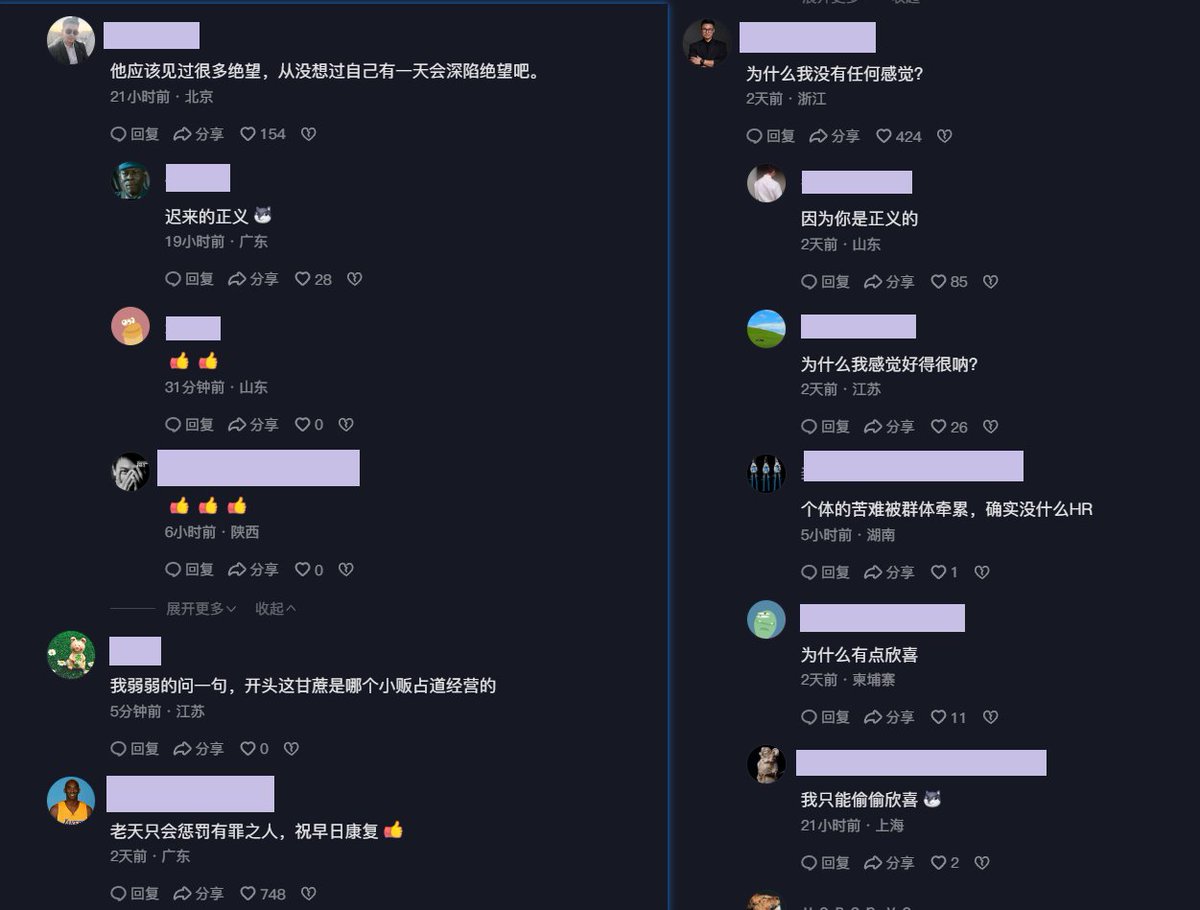 他应该见过很多绝望，从没想过自己有一天会深陷绝望吧。
21小时前 · 北京
回复 分享 154
迟来的正义
19小时前 · 广东
回复 分享 28
31分钟前 · 山东
回复 分享 0
6小时前 · 陕西
回复 分享 0
展开更多 收起
我弱弱的问一句，开头这甘蔗是哪个小贩占道经营的
5分钟前 · 江苏
回复 分享 0
老天只会惩罚有罪之人，祝早日康复
2天前 · 广东
回复 分享 748
展开更多 收起
为什么我没有任何感觉？
2天前 · 浙江
回复 分享 424
因为你是正义的
2天前 · 山东
回复 分享 85
为什么我感觉好得很呐？
2天前 · 江苏
回复 分享 26
个体的苦难被群体牵累，确实没什么HR
5小时前 · 湖南
回复 分享 1
为什么有点欣喜
2天前 · 柬埔寨
回复 分享 11
我只能偷偷欣喜
21小时前 · 上海
回复 分享 2